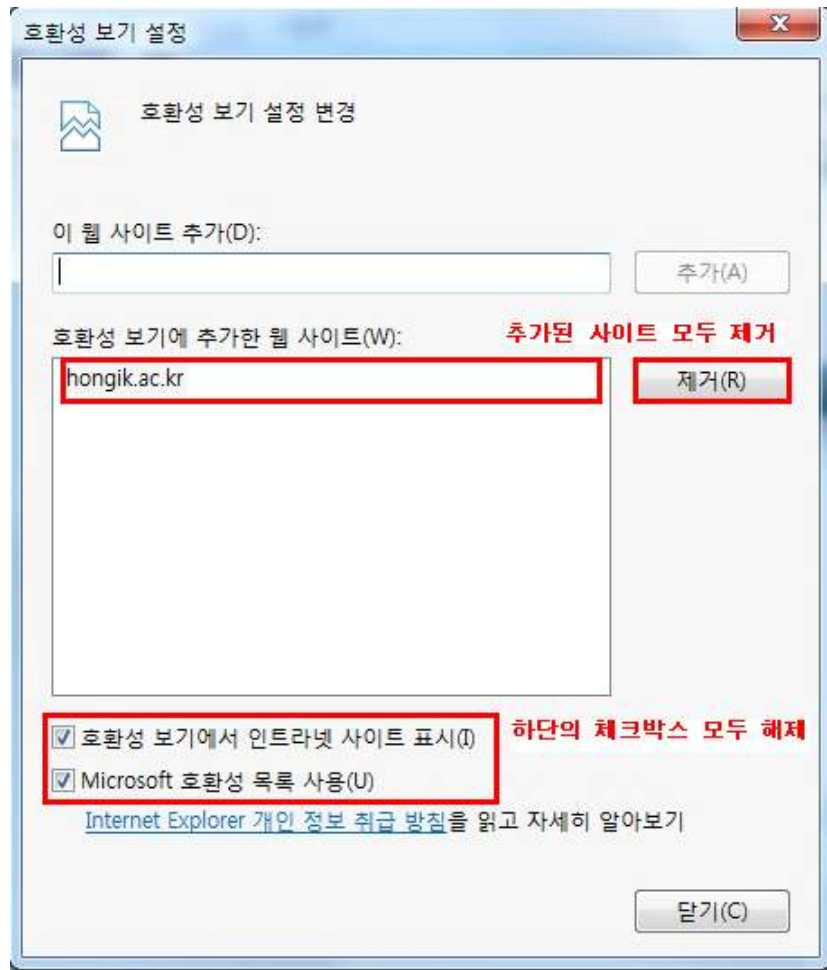 호환성 보기 설정
호환성 보기 설정 변경
이 웹 사이트 추가(D):
추가(A)
호환성 보기에 추가한 웹 사이트(W):
추가된 사이트 모두 제거
hongik.ac.kr
제거(R)
호환성 보기에서 인트라넷 사이트 표시(I)
하단의 체크박스 모두 해제
Microsoft 호환성 목록 사용(U)
Internet Explorer 개인 정보 취급 방침을 읽고 자세히 알아보기
닫기(C)